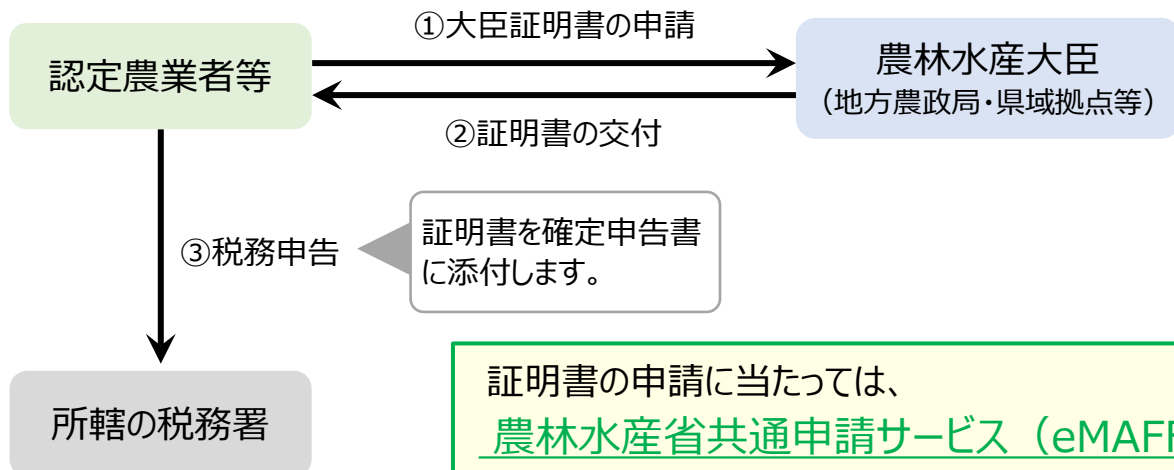 ①大臣証明書の申請
認定農業者等
農林水産大臣
（地方農政局・県域拠点等）
②証明書の交付
③税務申告
証明書を確定申告書
に添付します。
所轄の税務署
証明書の申請に当たっては、
農林水産省共通申請サービス（eMAFF